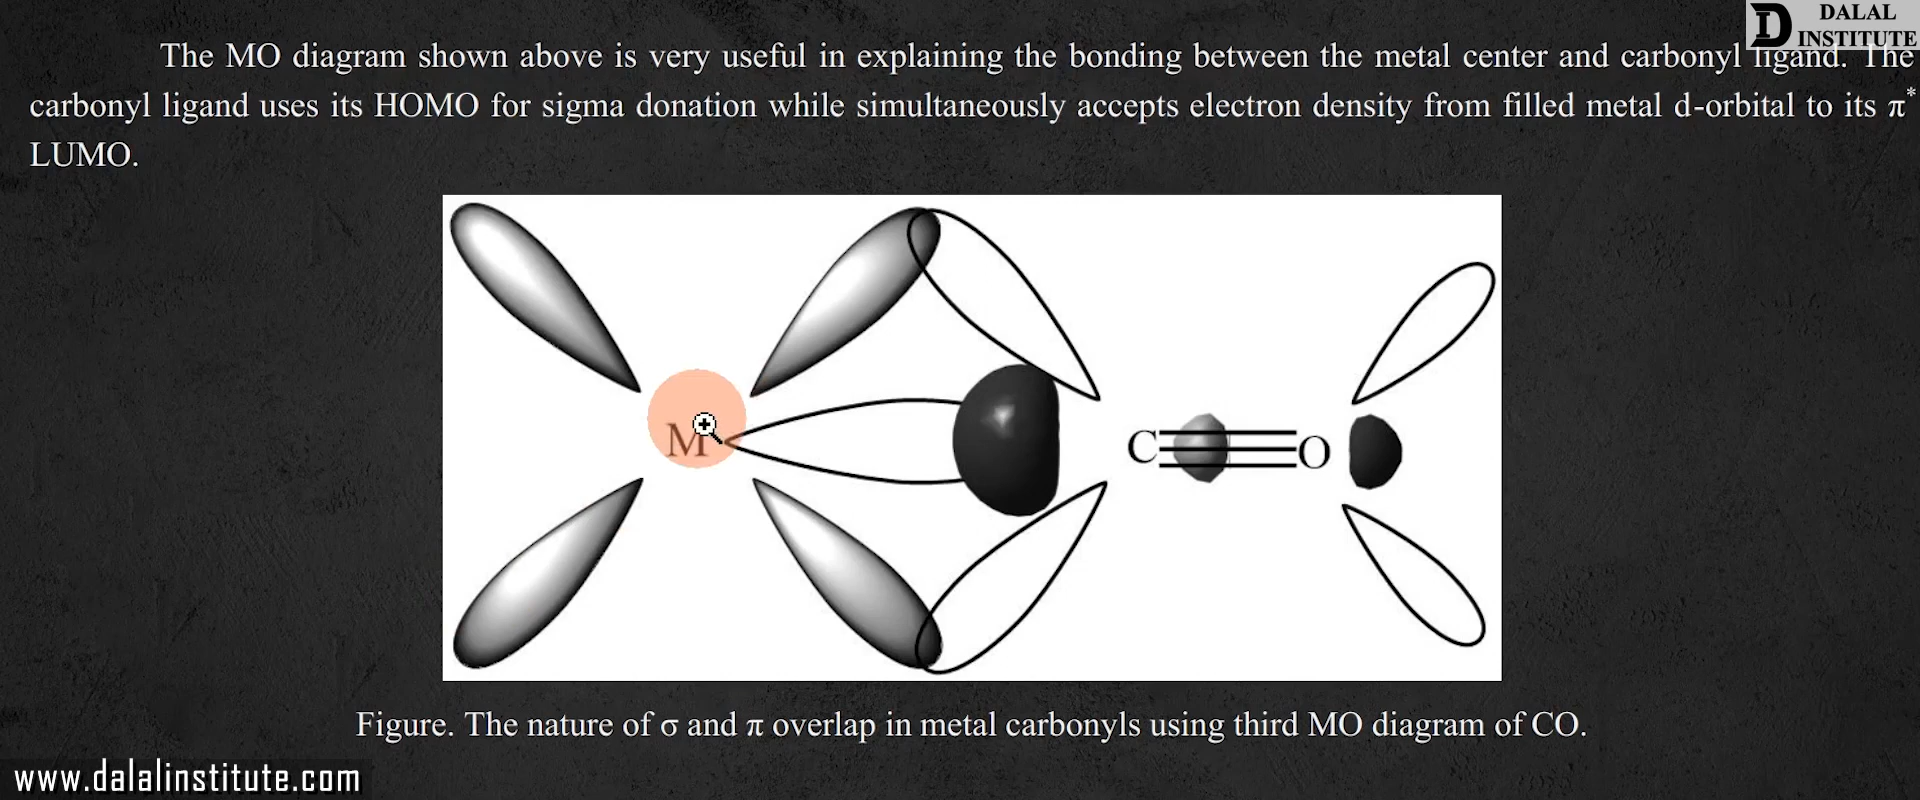 DALAL
INSTITUTE
The MO diagram shown above is very useful in explaining the bonding between the metal center and carbonyl ligand. The
carbonyl ligand uses its HOMO for sigma donation while simultaneously accepts electron density from filled metal d-orbital to its π*
LUMO.
M
C
O
Figure. The nature of σ and π overlap in metal carbonyls using third MO diagram of CO.
www.dalalinstitute.com